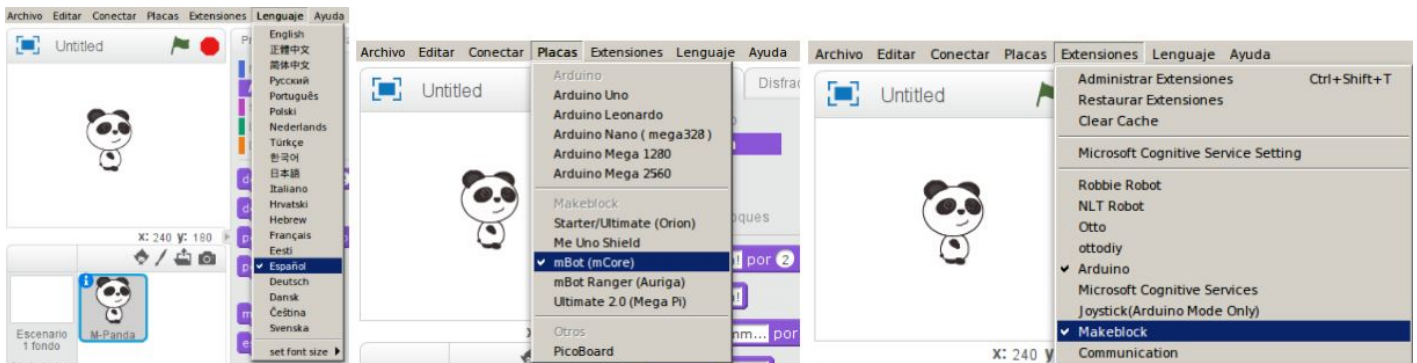 Archivo Editar Conectar Placas Extensiones Lenguaje Ayuda
Untitled
English
正體中文
简体中文
Русский
Português
Polski
Nederlands
Türkçe
한국어
日本語
Italiano
Hrvatski
Hebrew
Français
Eesti
Español
Deutsch
Dansk
Čeština
Svenska
set font size
x: 240 y: 180
Escenario
1 fondo
M-Panda
Archivo Editar Conectar Placas Extensiones Lenguaje Ayuda
Untitled
Disfra
Arduino
Arduino Uno
Arduino Leonardo
Arduino Nano ( mega328 )
Arduino Mega 1280
Arduino Mega 2560
Makeblock
Starter/Ultimate (Orion)
Me Uno Shield
mBot (mCore)
mBot Ranger (Auriga)
Ultimate 2.0 (Mega Pi)
Otros
PicoBoard
oques
! por 2
!
mm... por
Archivo Editar Conectar Placas Extensiones Lenguaje Ayuda
Untitled
Administrar Extensiones Ctrl+Shift+T
Restaurar Extensiones
Clear Cache
Microsoft Cognitive Service Setting
Robbie Robot
NLT Robot
Otto
ottodiy
Arduino
Microsoft Cognitive Services
Joystick(Arduino Mode Only)
Makeblock
Communication
x: 240 y